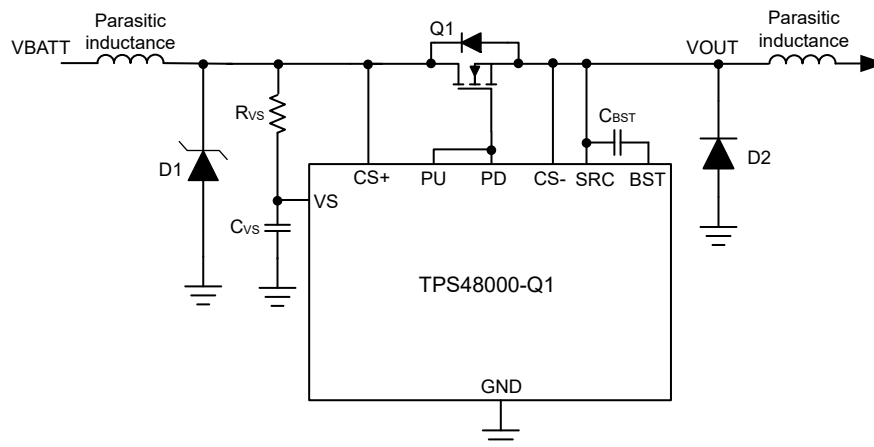 Parasitic
inductance
Q1
Parasitic
inductance
VBATT
VOUT
RVS
CBST
D1
D2
CS+
PU
PD
CS-
SRC
BST
VS
CVS
TPS48000-Q1
GND